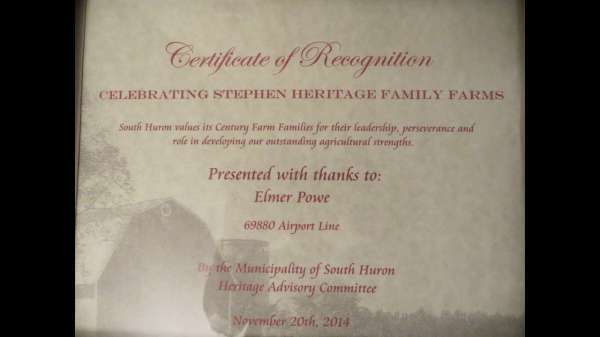 Certificate of Recognition
CELEBRATING STEPHEN HERITAGE FAMILY FARMS
South Huron values its Century Farm Families for their leadership, perseverance and
role in developing our outstanding agricultural strengths.
Presented with thanks to:
Elmer Powe
69880 Airport Line
By the Municipality of South Huron
Heritage Advisory Committee
November 20th, 2014